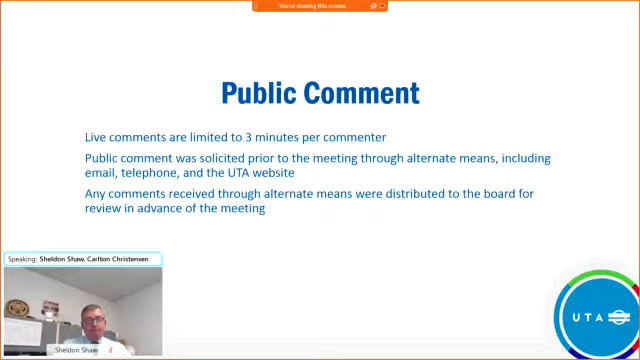 You're sharing this screen
Public Comment
Live comments are limited to 3 minutes per commenter
Public comment was solicited prior to the meeting through alternate means, including
email, telephone, and the UTA website
Any comments received through alternate means were distributed to the board for
review in advance of the meeting
Speaking: Sheldon Shaw, Carlton Christensen
Sheldon Shaw
UTA